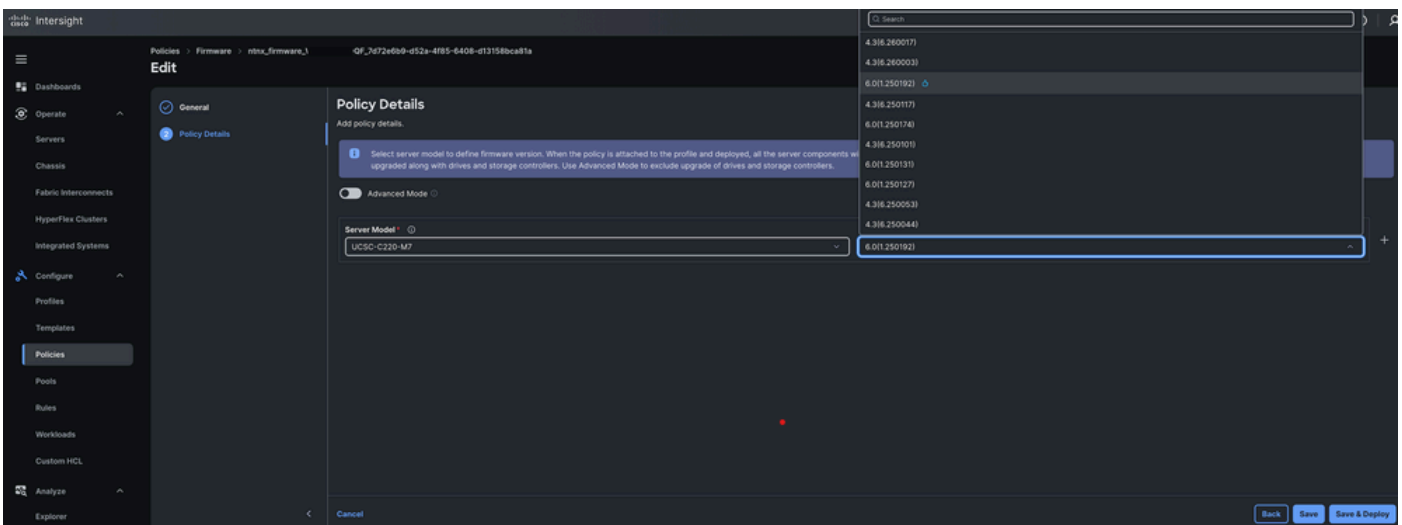 cisco Intersight
Search
Policies > Firmware > ntnx_firmware_\ QF_7d72e6b9-d52a-4f85-6408-d13158bca81a
Edit
Dashboards
Operate
Servers
Chassis
Fabric Interconnects
HyperFlex Clusters
Integrated Systems
Configure
Profiles
Templates
Policies
Pools
Rules
Workloads
Custom HCL
Analyze
Explorer
General
2 Policy Details
Policy Details
Add policy details.
Select server model to define firmware version. When the policy is attached to the profile and deployed, all the server components wi
upgraded along with drives and storage controllers. Use Advanced Mode to exclude upgrade of drives and storage controllers.
Advanced Mode
Server Model *
UCSC-C220-M7
4.3(6.260017)
4.3(6.260003)
6.0(1.250192)
4.3(6.250117)
6.0(1.250174)
4.3(6.250101)
6.0(1.250131)
6.0(1.250127)
4.3(6.250053)
4.3(6.250044)
6.0(1.250192)
Cancel
Back Save Save & Deploy